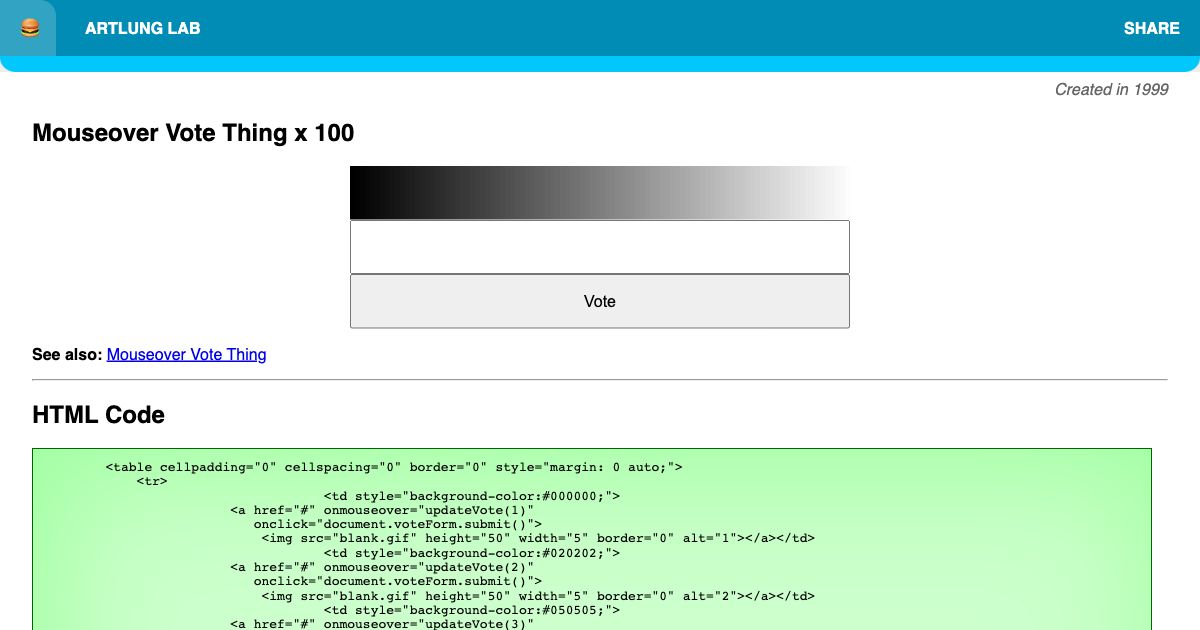 ARTLUNG LAB
SHARE
Created in 1999
Mouseover Vote Thing x 100
Vote
See also: Mouseover Vote Thing
HTML Code
<table cellpadding="0" cellspacing="0" border="0" style="margin: 0 auto;">
<tr>
<td style="background-color:#000000;">
<a href="#" onmouseover="updateVote(1)"
onclick="document.voteForm.submit()">
<img src="blank.gif" height="50" width="5" border="0" alt="1"></a></td>
<td style="background-color:#020202;">
<a href="#" onmouseover="updateVote(2)"
onclick="document.voteForm.submit()">
<img src="blank.gif" height="50" width="5" border="0" alt="2"></a></td>
<td style="background-color:#050505;">
<a href="#" onmouseover="updateVote(3)"